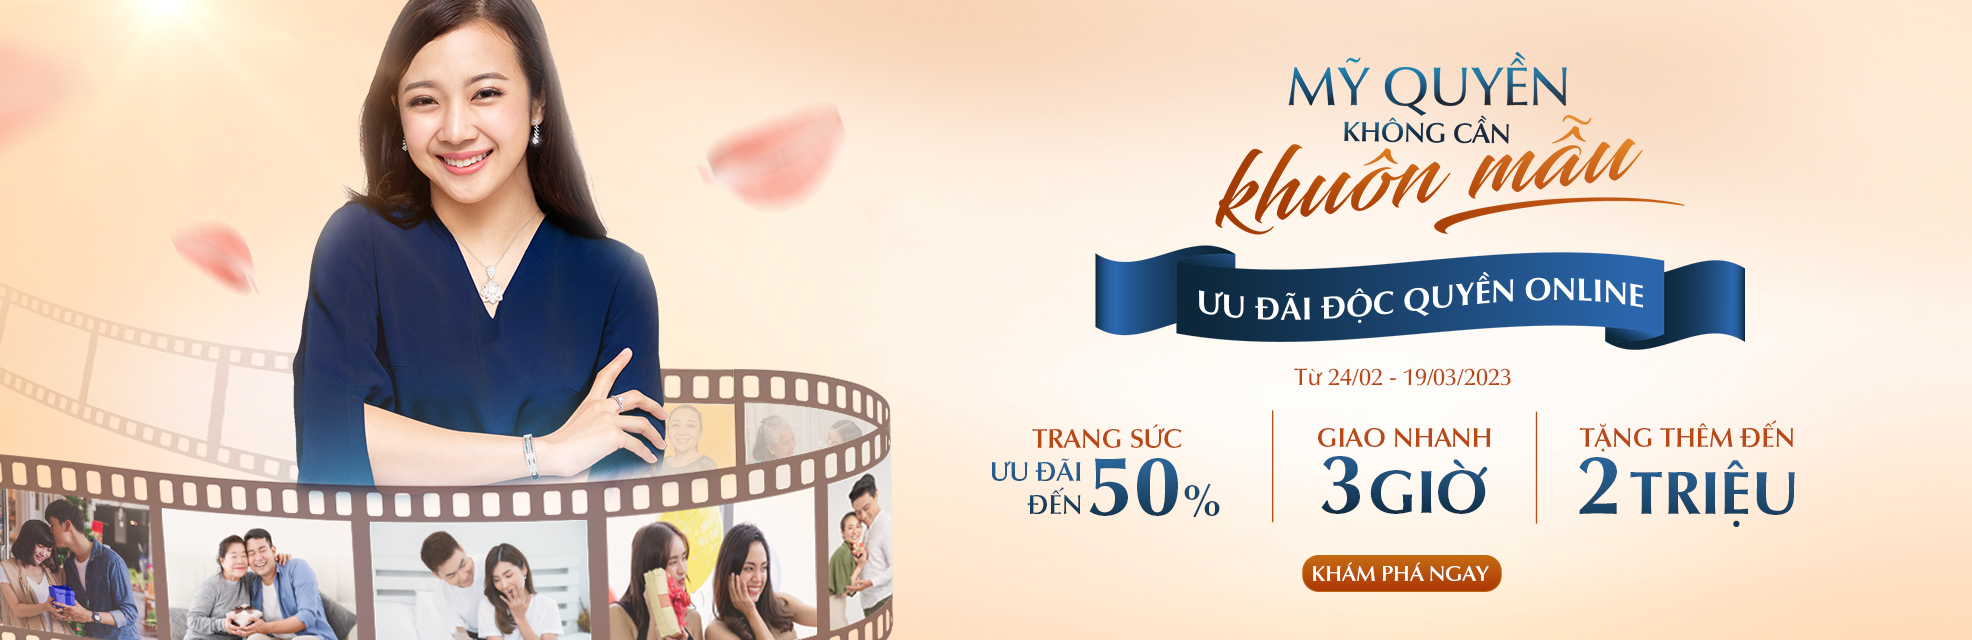 MỸ QUYỀN
KHÔNG CẦN
khuôn mẫu
ƯU ĐÃI ĐỘC QUYỀN ONLINE
Từ 24/02 - 19/03/2023
TRANG SỨC
ƯU ĐÃI
ĐẾN 50%
GIAO NHANH
3 GIỜ
TẶNG THÊM ĐẾN
2 TRIỆU
KHÁM PHÁ NGAY